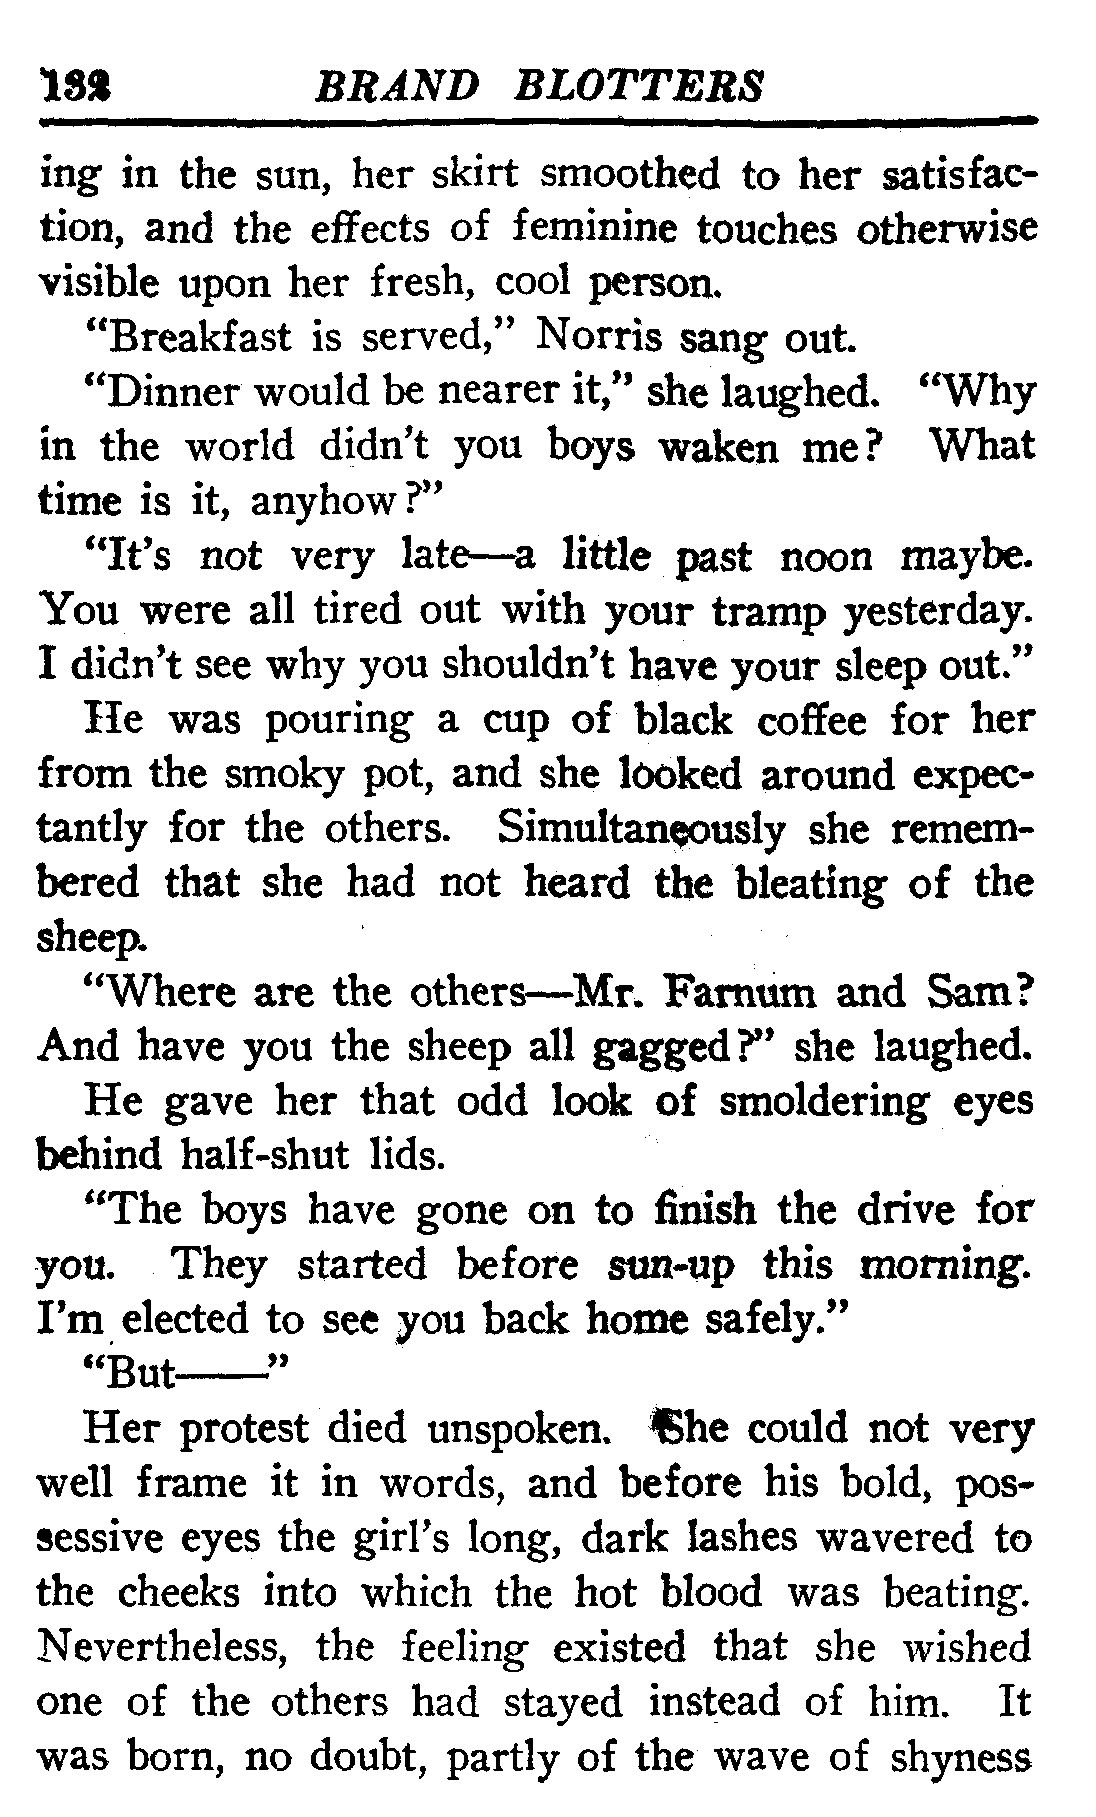 132 BRAND BLOTTERS
ing in the sun, her skirt smoothed to her satisfac-
tion, and the effects of feminine touches otherwise
visible upon her fresh, cool person.
“Breakfast is served,” Norris sang out.
“Dinner would be nearer it,” she laughed. “Why
in the world didn’t you boys waken me? What
time is it, anyhow?”
“It’s not very late—a little past noon maybe.
You were all tired out with your tramp yesterday.
I didn’t see why you shouldn’t have your sleep out.”
He was pouring a cup of black coffee for her
from the smoky pot, and she looked around expec-
tantly for the others. Simultaneously she remem-
bered that she had not heard the bleating of the
sheep.
“Where are the others—Mr. Farnum and Sam?
And have you the sheep all gagged?” she laughed.
He gave her that odd look of smoldering eyes
behind half-shut lids.
“The boys have gone on to finish the drive for
you. They started before sun-up this morning.
I’m elected to see you back home safely.”
“But——”
Her protest died unspoken. She could not very
well frame it in words, and before his bold, pos-
sessive eyes the girl’s long, dark lashes wavered to
the cheeks into which the hot blood was beating.
Nevertheless, the feeling existed that she wished
one of the others had stayed instead of him. It
was born, no doubt, partly of the wave of shyness